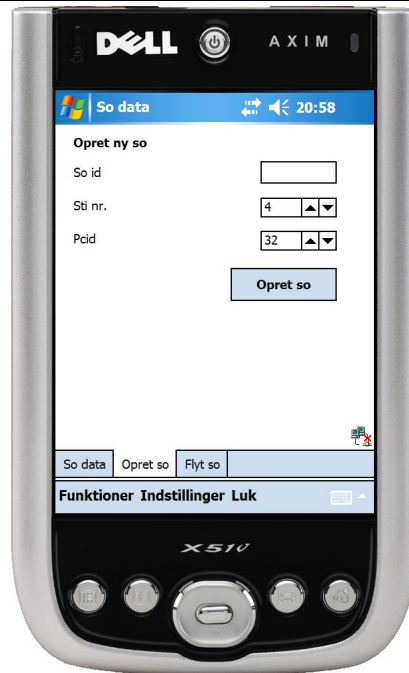 DELL
AXIM
So data
20:58
Opret ny so
So id
Sti nr.
4
Pcid
32
Opret so
So data Opret so Flyt so
Funktioner Indstillinger Luk
X51v